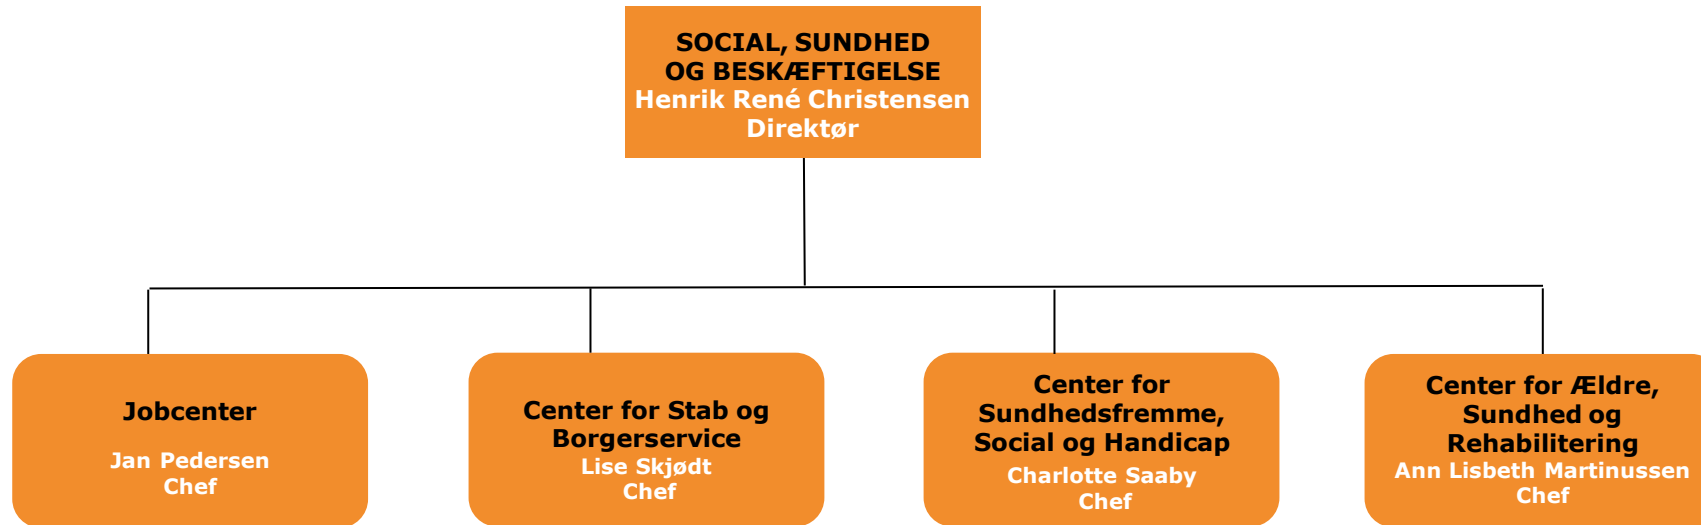 SOCIAL, SUNDHED
OG BESKÆFTIGELSE
Henrik René Christensen
Direktør
Jobcenter
Jan Pedersen
Chef
Center for Stab og
Borgerservice
Lise Skjødt
Chef
Center for
Sundhedsfremme,
Social og Handicap
Charlotte Saaby
Chef
Center for Ældre,
Sundhed og
Rehabilitering
Ann Lisbeth Martinussen
Chef